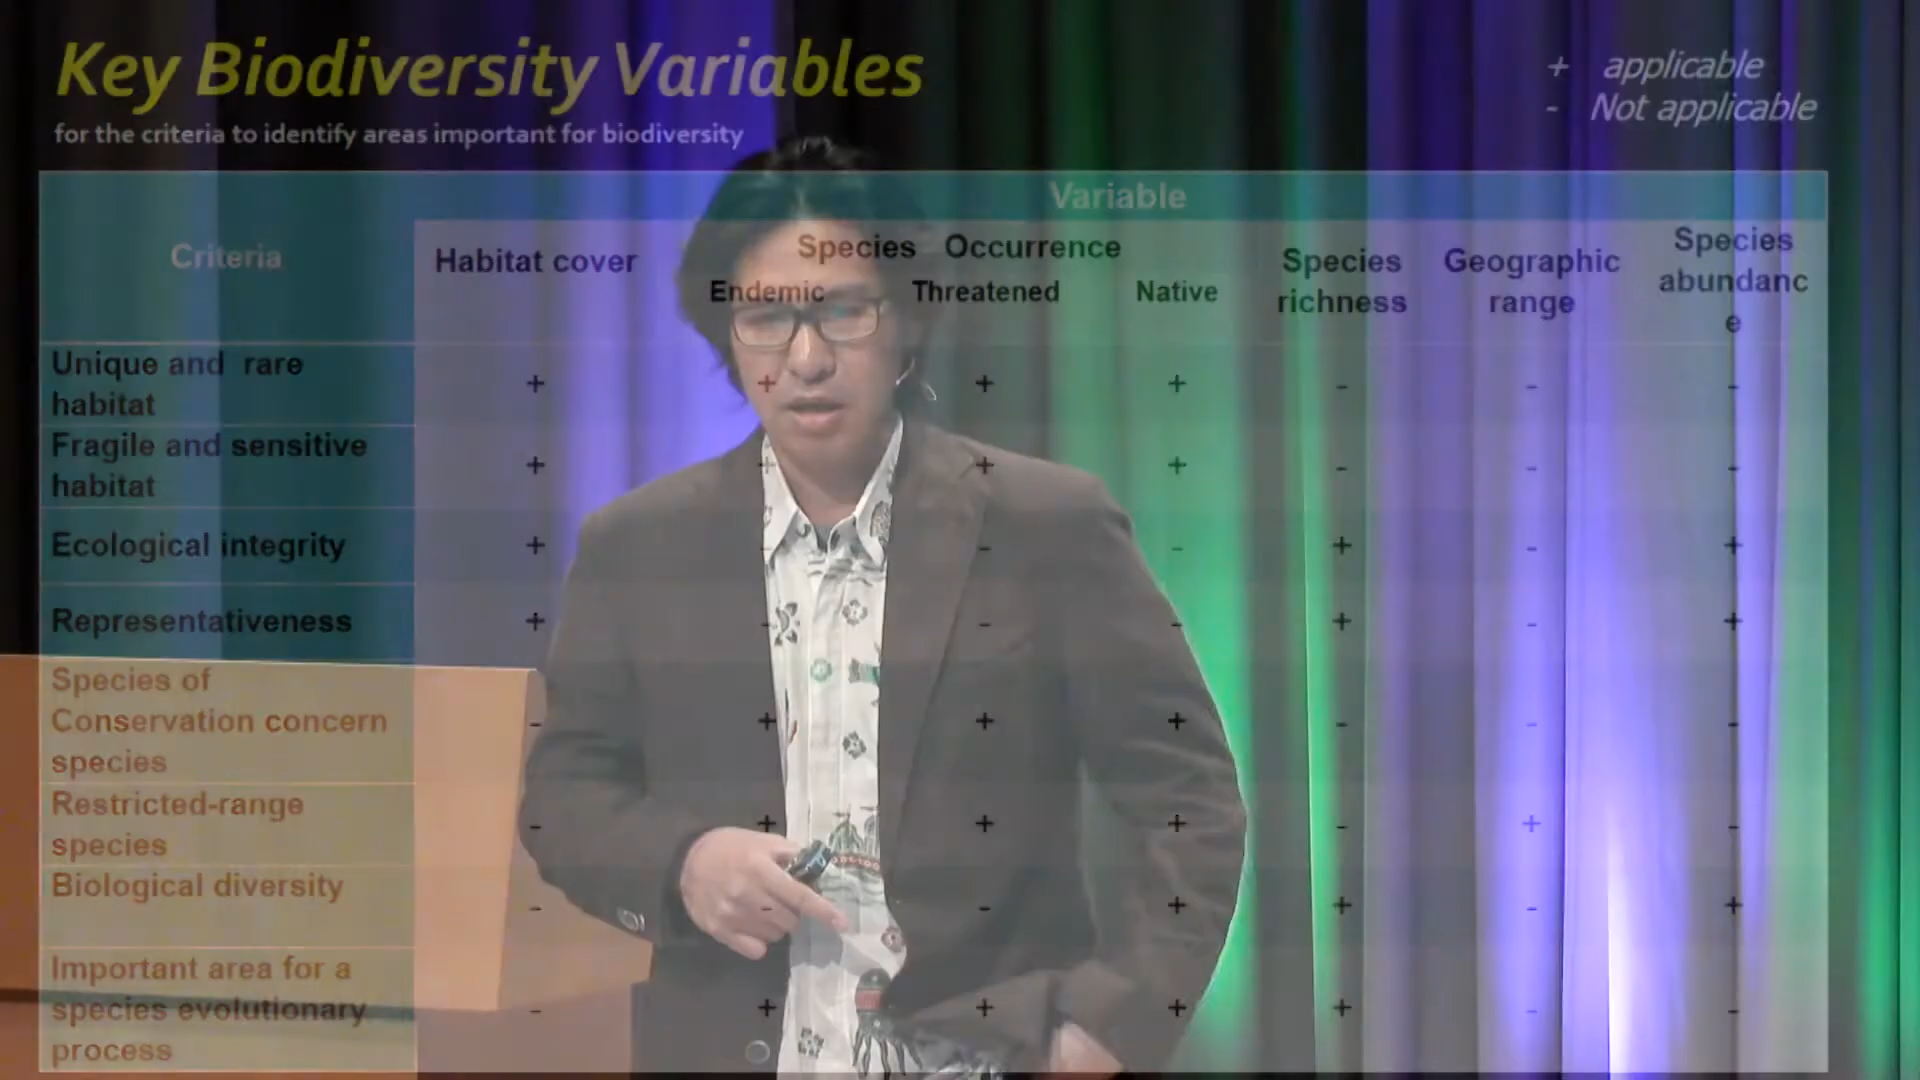 Key Biodiversity Variables
for the criteria to identify areas important for biodiversity
+ applicable
- Not applicable
Criteria
Variable
Habitat cover
Species Occurrence
Endemic Threatened Native
Species
richness
Geographic
range
Species
abundanc
e
Unique and rare
habitat
+ + + + - - -
Fragile and sensitive
habitat
+ + + + - - -
Ecological integrity
+ - - - + - +
Representativeness
+ - - - + - +
Species of
Conservation concern
species
- + + + - - -
Restricted-range
species
- + + + - + -
Biological diversity
- - - + + - +
Important area for a
species evolutionary
process
- + + + + - -